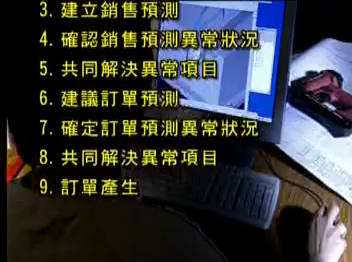 3. 建立銷售預測
4. 確認銷售預測異常狀況
5. 共同解決異常項目
6. 建議訂單預測
7. 確定訂單預測異常狀況
8. 共同解決異常項目
9. 訂單產生